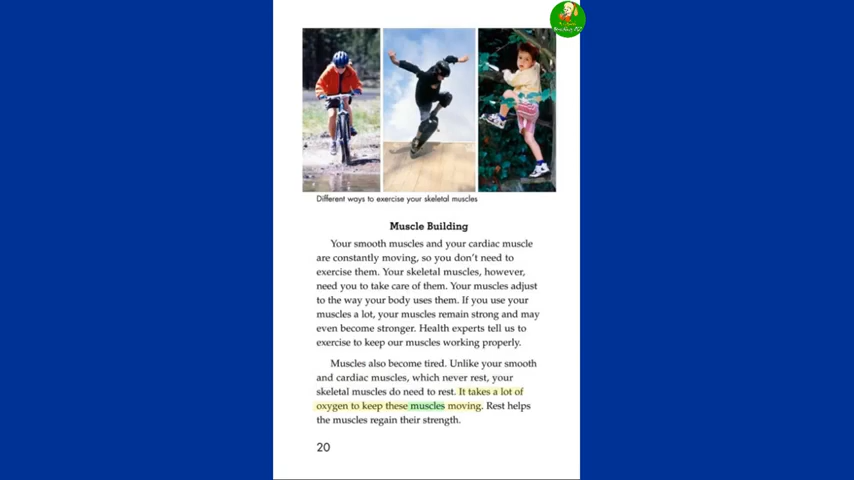 Different ways to exercise your skeletal muscles
Muscle Building
Your smooth muscles and your cardiac muscle
are constantly moving, so you don't need to
exercise them. Your skeletal muscles, however,
need you to take care of them. Your muscles adjust
to the way your body uses them. If you use your
muscles a lot, your muscles remain strong and may
even become stronger. Health experts tell us to
exercise to keep our muscles working properly.
Muscles also become tired. Unlike your smooth
and cardiac muscles, which never rest, your
skeletal muscles do need to rest. It takes a lot of
oxygen to keep these muscles moving. Rest helps
the muscles regain their strength.
20